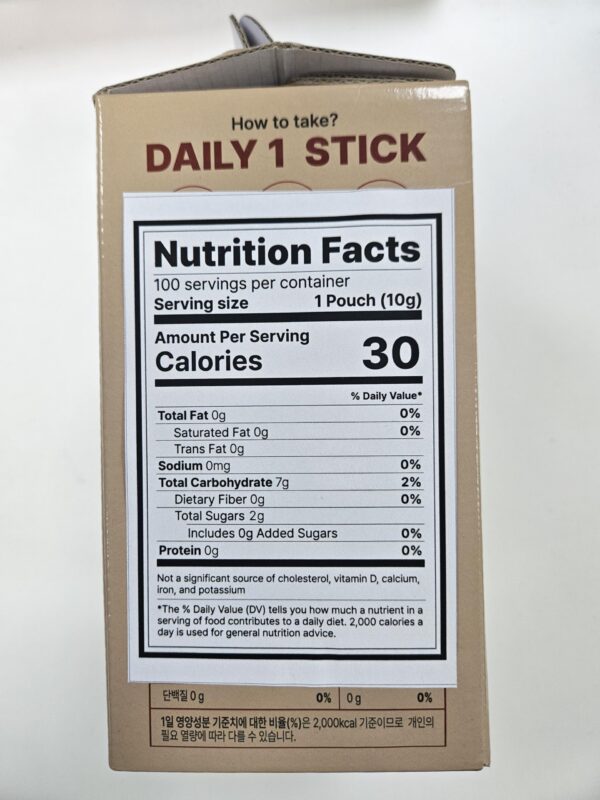 How to take?
DAILY 1 STICK
Nutrition Facts
100 servings per container
Serving size 1 Pouch (10g)
Amount Per Serving
Calories 30
% Daily Value*
Total Fat 0g 0%
Saturated Fat 0g 0%
Trans Fat 0g
Sodium 0mg 0%
Total Carbohydrate 7g 2%
Dietary Fiber 0g 0%
Total Sugars 2g
Includes 0g Added Sugars 0%
Protein 0g 0%
Not a significant source of cholesterol, vitamin D, calcium,
iron, and potassium
*The % Daily Value (DV) tells you how much a nutrient in a
serving of food contributes to a daily diet. 2,000 calories a
day is used for general nutrition advice.
단백질 0 g 0% 0 g 0%
1일 영양성분 기준치에 대한 비율(%)은 2,000kcal 기준이므로 개인의
필요 열량에 따라 다를 수 있습니다.